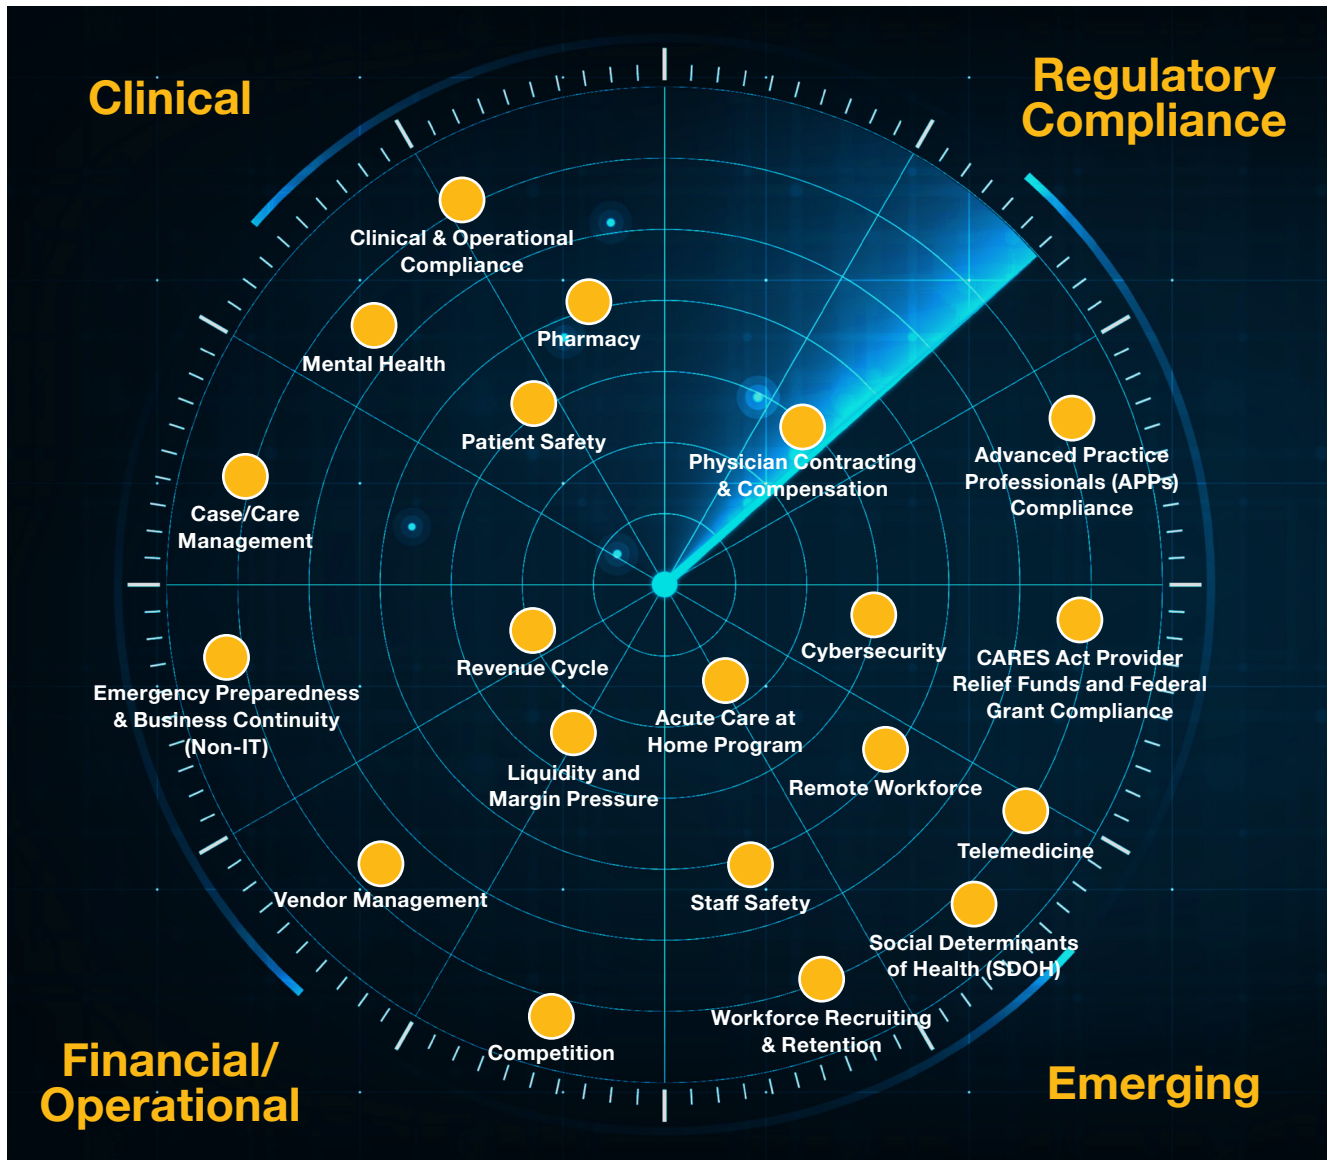 Clinical
Regulatory
Compliance
Clinical & Operational
Compliance
Pharmacy
Mental Health
Patient Safety
Physician Contracting
& Compensation
Advanced Practice
Professionals (APPs)
Compliance
Case/Care
Management
Revenue Cycle
Cybersecurity
CARES Act Provider
Relief Funds and Federal
Grant Compliance
Emergency Preparedness
& Business Continuity
(Non-IT)
Acute Care at
Home Program
Liquidity and
Margin Pressure
Remote Workforce
Telemedicine
Vendor Management
Staff Safety
Social Determinants
of Health (SDOH)
Workforce Recruiting
& Retention
Competition
Financial/
Operational
Emerging